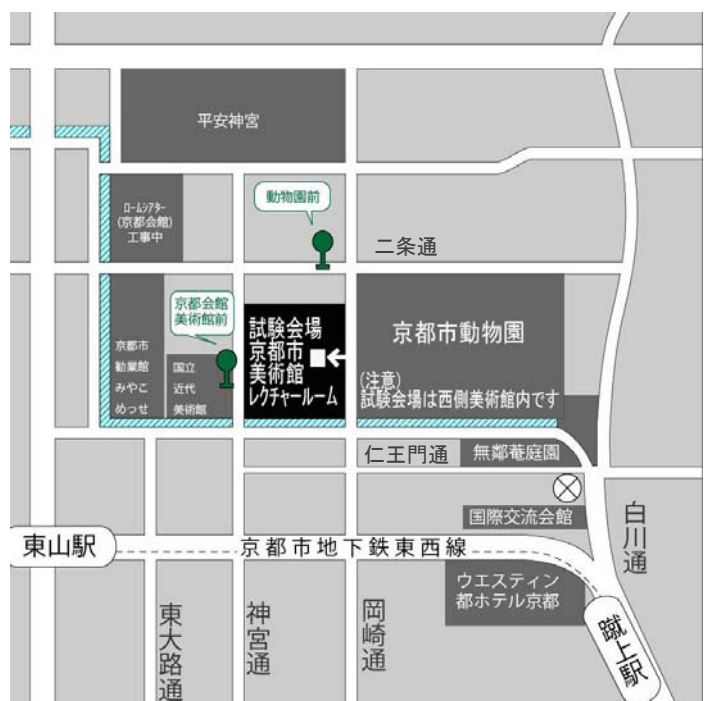 平安神宮
ロームシアター
(京都会館)
工事中
動物園前
二条通
京都会館
美術館前
京都市
勧業館
みやこ
めっせ
国立
近代
美術館
試験会場
京都市
美術館
レクチャールーム
京都市動物園
(注意)
試験会場は西側美術館内です
仁王門通
無鄰菴庭園
国際交流会館
白川通
東山駅
京都市地下鉄東西線
ウエスティン
都ホテル京都
蹴上駅
東大路通
神宮通
岡崎通